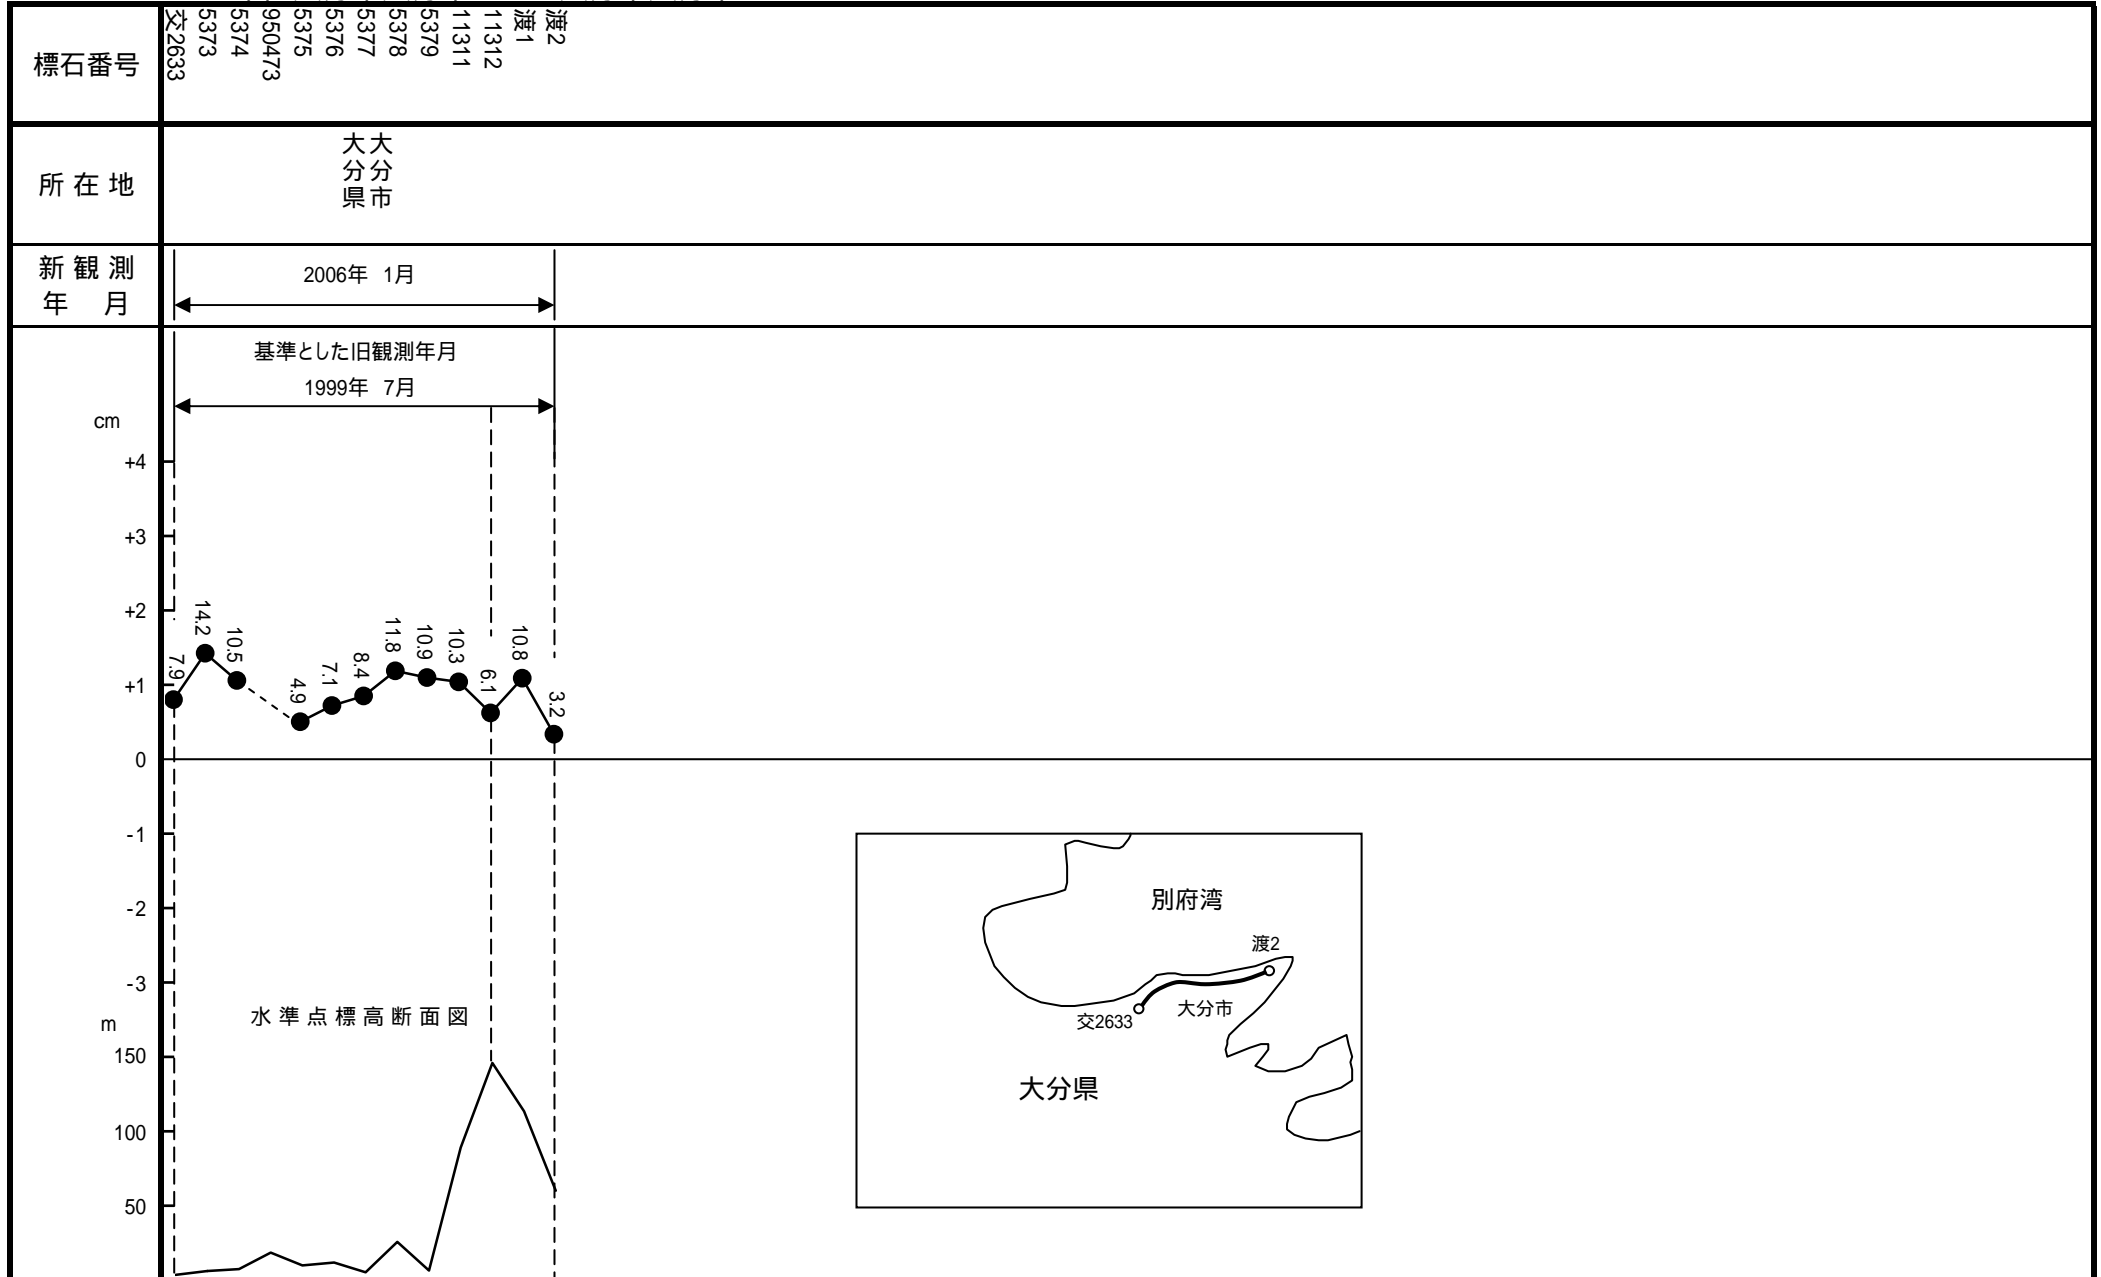 標石番号
交2633
5373
5374
950473
5375
5376
5377
5378
5379
11311
11312
渡1
渡2
所在地
大分県
大分市
新観測
年 月
2006年 1月
基準とした旧観測年月
1999年 7月
cm
+4
+3
+2
+1
0
-1
-2
-3
7.9
14.2
10.5
4.9
7.1
8.4
11.8
10.9
10.3
6.1
10.8
3.2
m
150
100
50
水準点標高断面図
別府湾
渡2
大分市
交2633
大分県